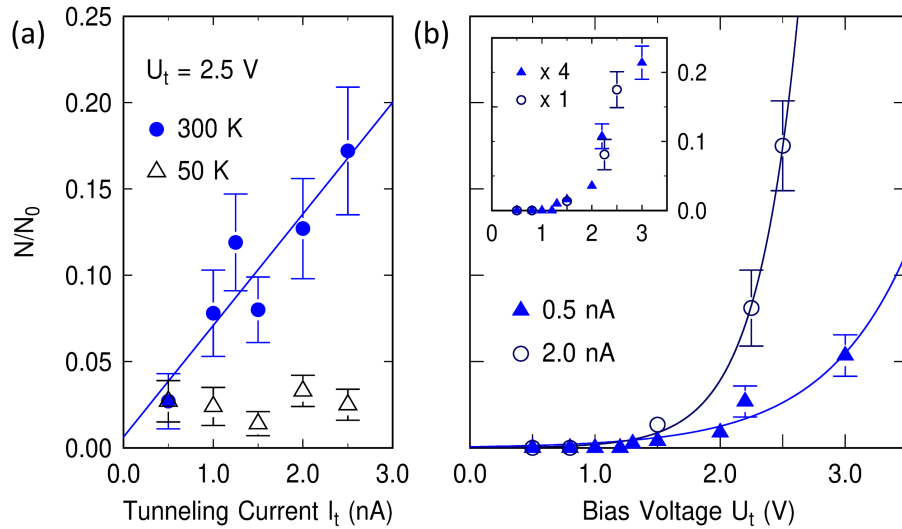 (a)
0.25
0.20
0.15
0.10
0.05
0.00
N/N0
Ut = 2.5 V
300 K
50 K
0.0 1.0 2.0 3.0
Tunneling Current It (nA)
(b)
x 4
x 1
0.2
0.1
0.0
0 1 2 3
0.5 nA
2.0 nA
0.0 1.0 2.0 3.0
Bias Voltage Ut (V)